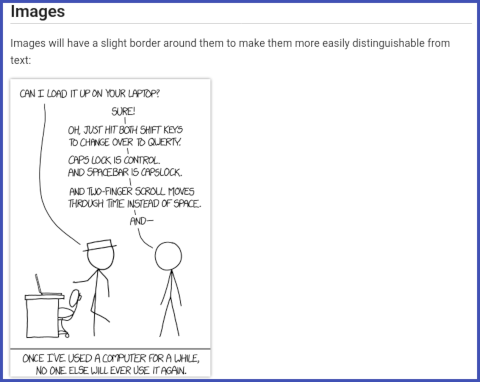 Images
Images will have a slight border around them to make them more easily distinguishable from
text:
CAN I LOAD IT UP ON YOUR LAPTOP?
SURE!
OH, JUST HIT BOTH SHIFT KEYS
TO CHANGE OVER TO QWERTY.
CAPS LOCK IS CONTROL.
AND SPACEBAR IS CAPSLOCK.
AND TWO-FINGER SCROLL MOVES
THROUGH TIME INSTEAD OF SPACE.
AND—
ONCE I'VE USED A COMPUTER FOR A WHILE,
NO ONE ELSE WILL EVER USE IT AGAIN.